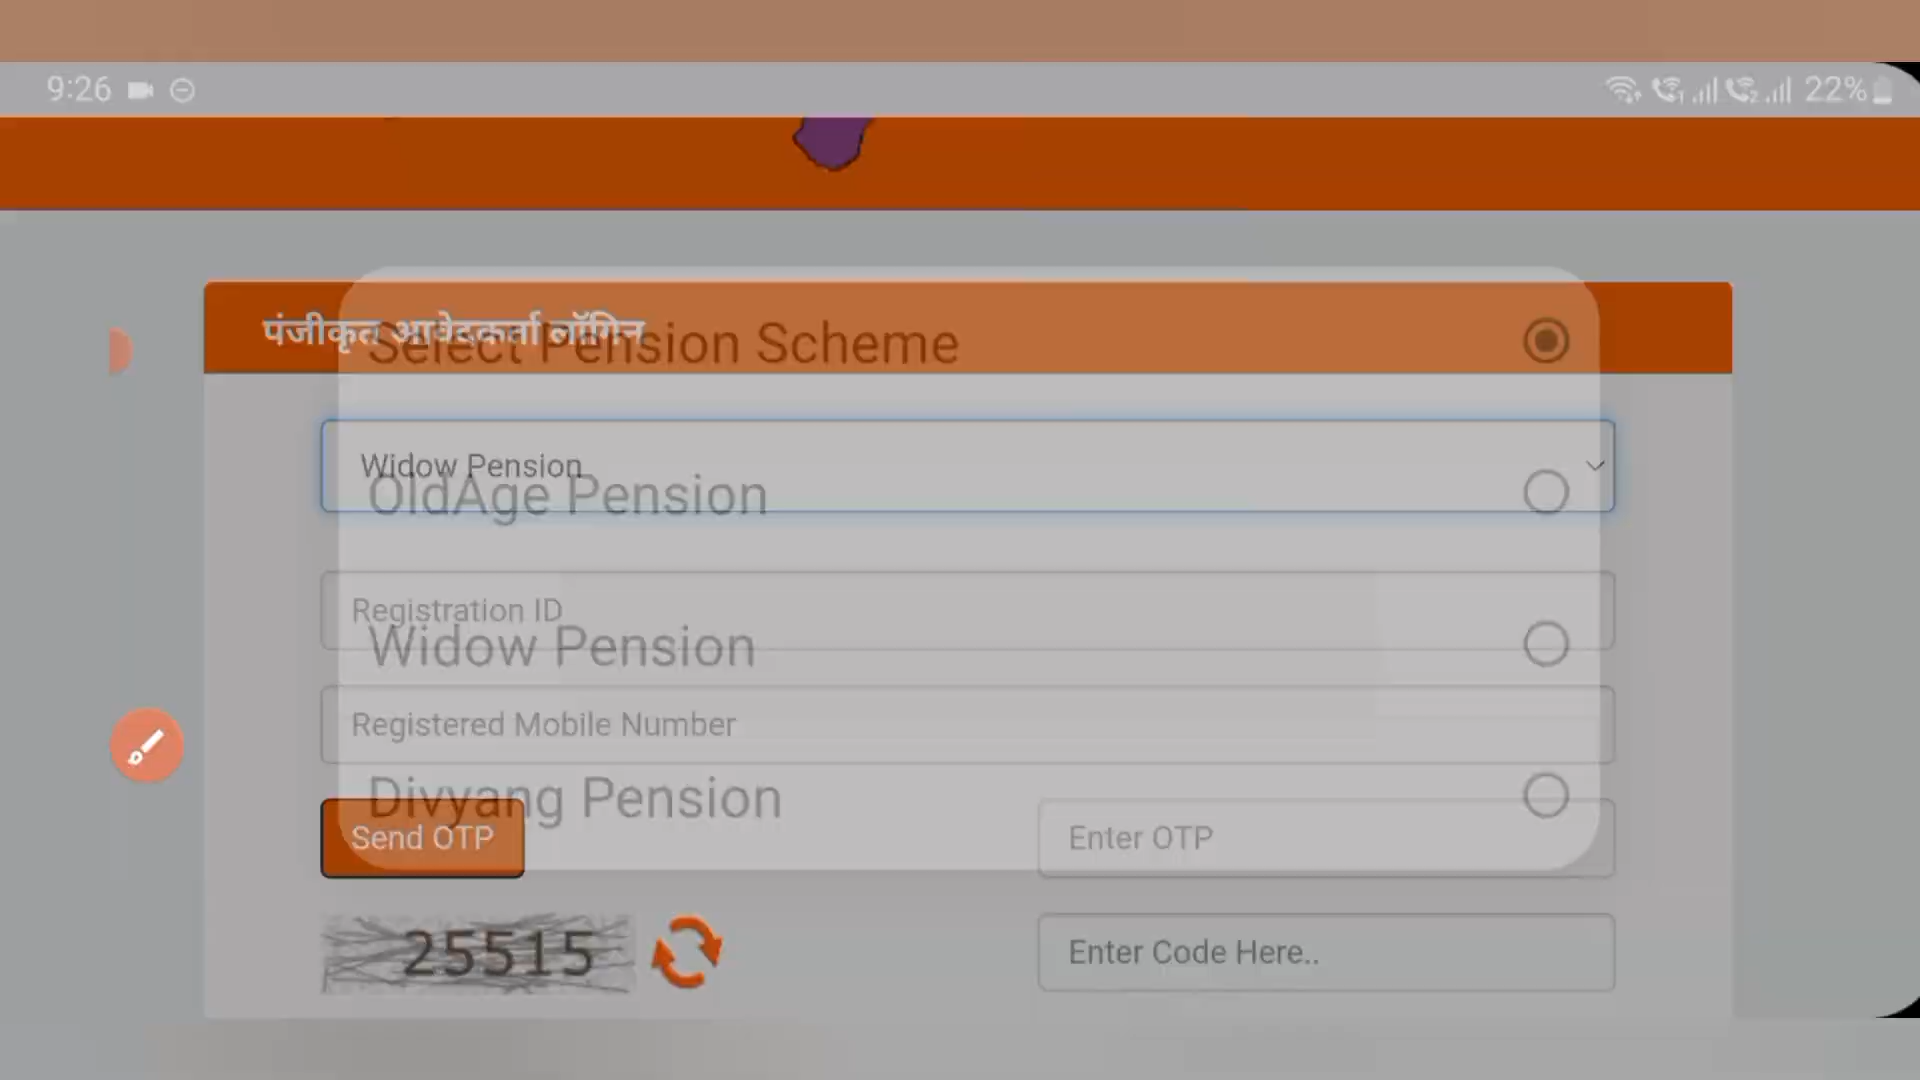 9:26
22%
पंजीकृत आवेदकर्ता लॉगिन
Select Pension Scheme
Widow Pension
OldAge Pension
Registration ID
Widow Pension
Registered Mobile Number
Divyang Pension
Send OTP
Enter OTP
25515
Enter Code Here..